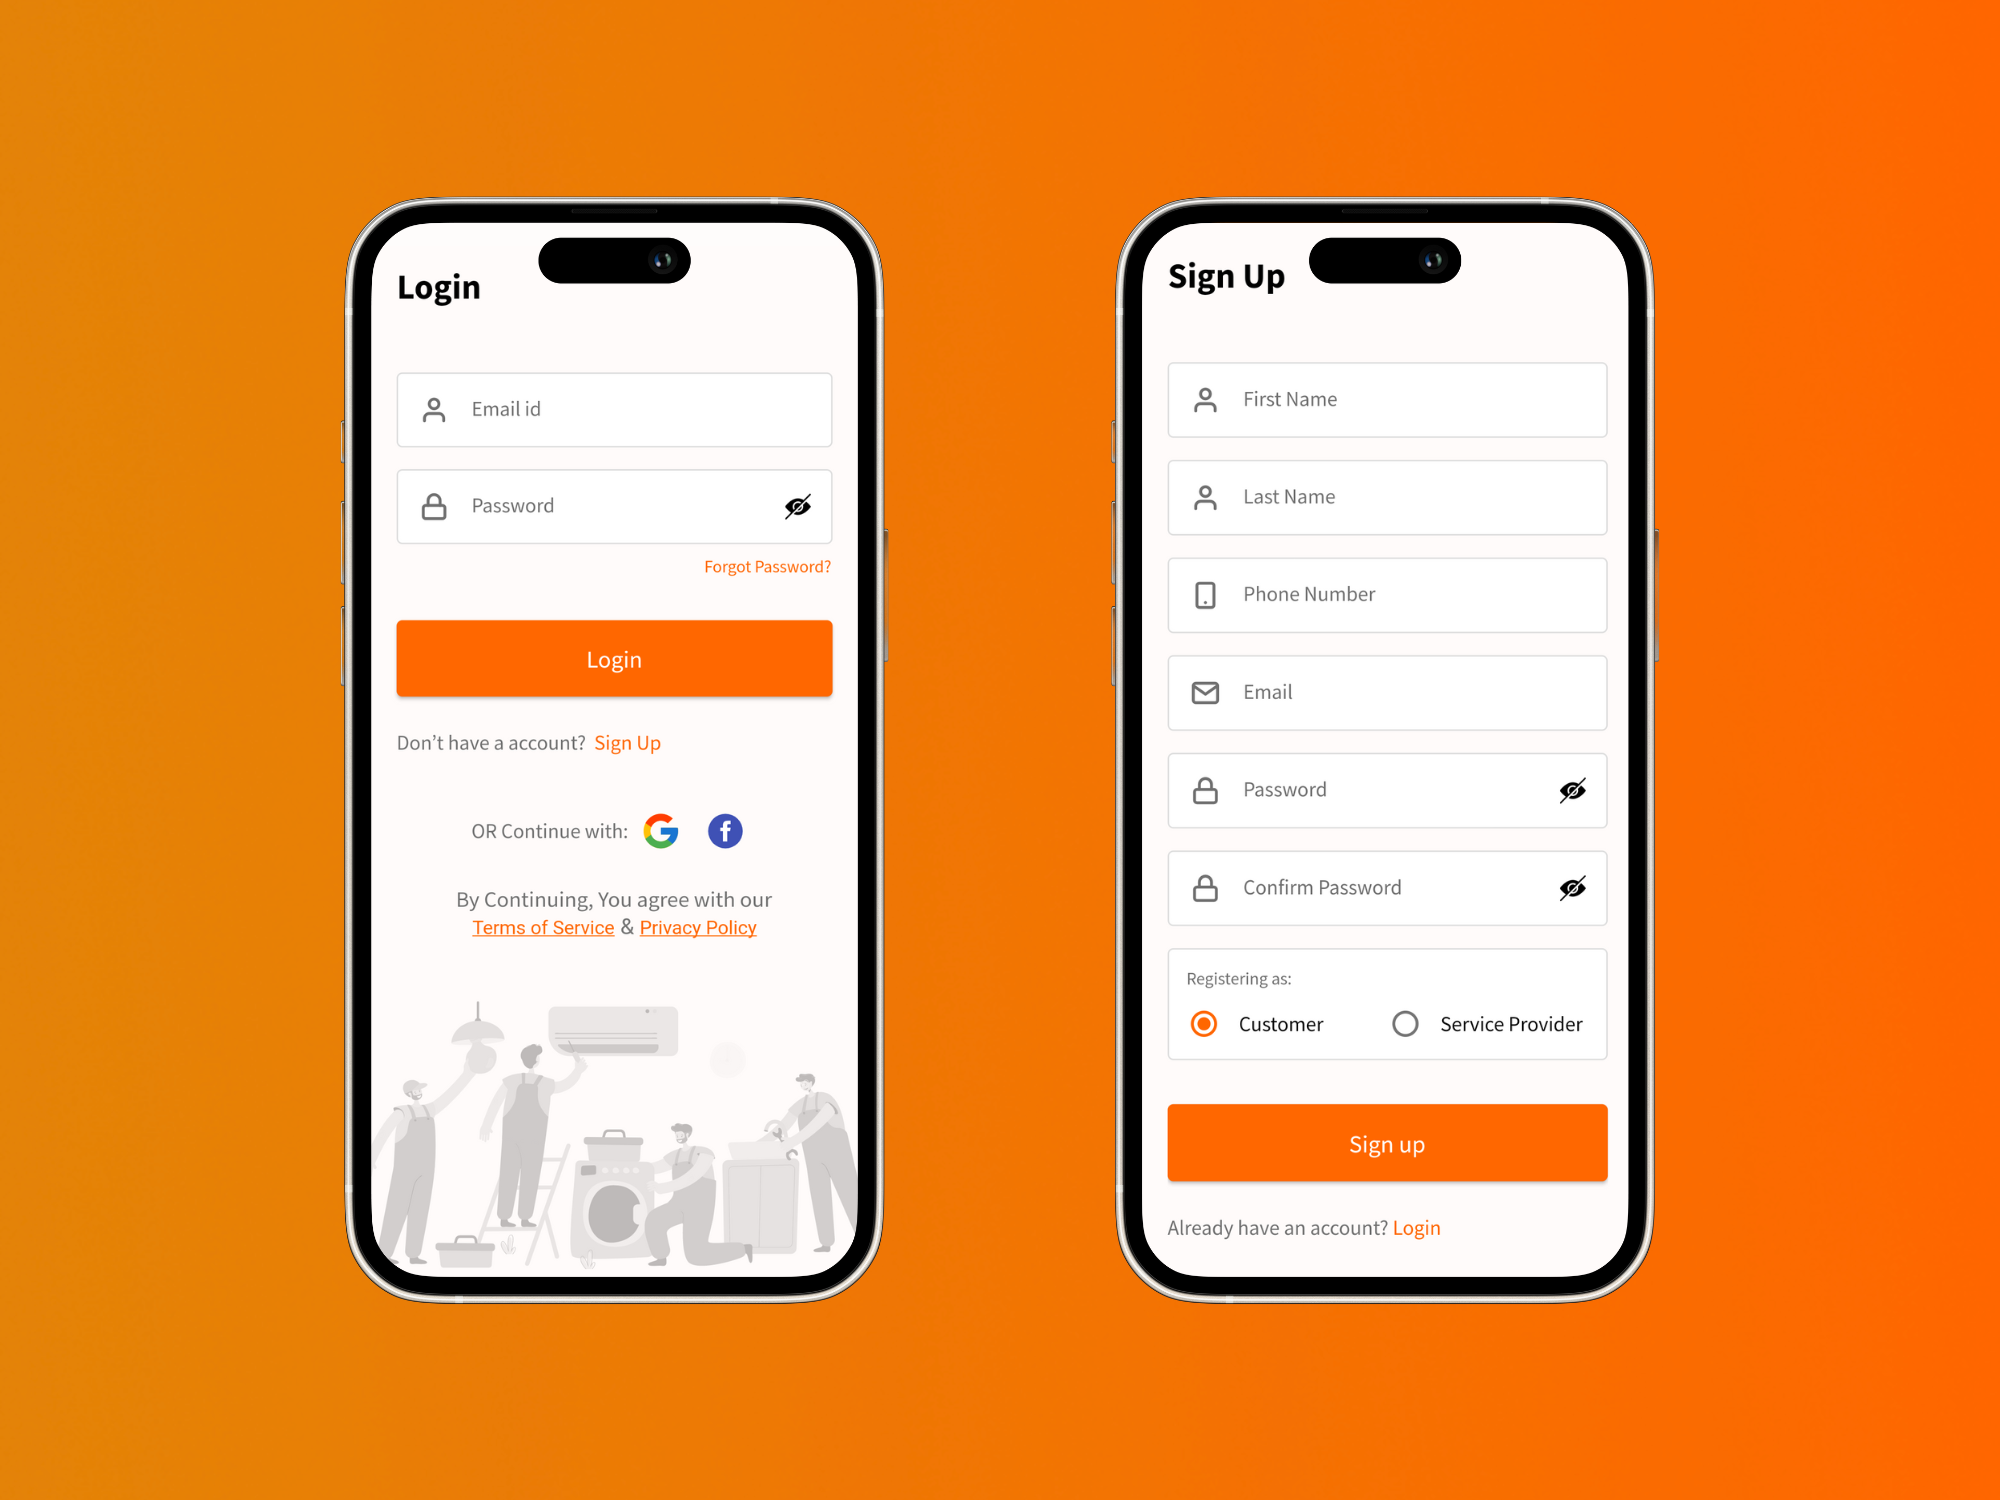 Login
Email id
Password
Forgot Password?
Login
Don't have a account? Sign Up
OR Continue with:
By Continuing, You agree with our
Terms of Service & Privacy Policy
Sign Up
First Name
Last Name
Phone Number
Email
Password
Confirm Password
Registering as:
Customer Service Provider
Sign up
Already have an account? Login